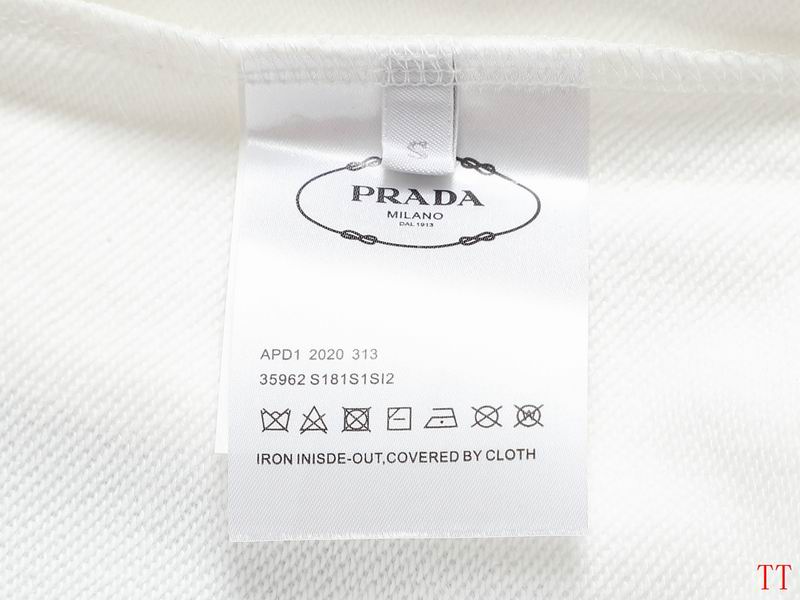 S
PRADA
MILANO
DAL 1913
APD1 2020 313
35962 S181S1SI2
IRON INISDE-OUT,COVERED BY CLOTH
TT